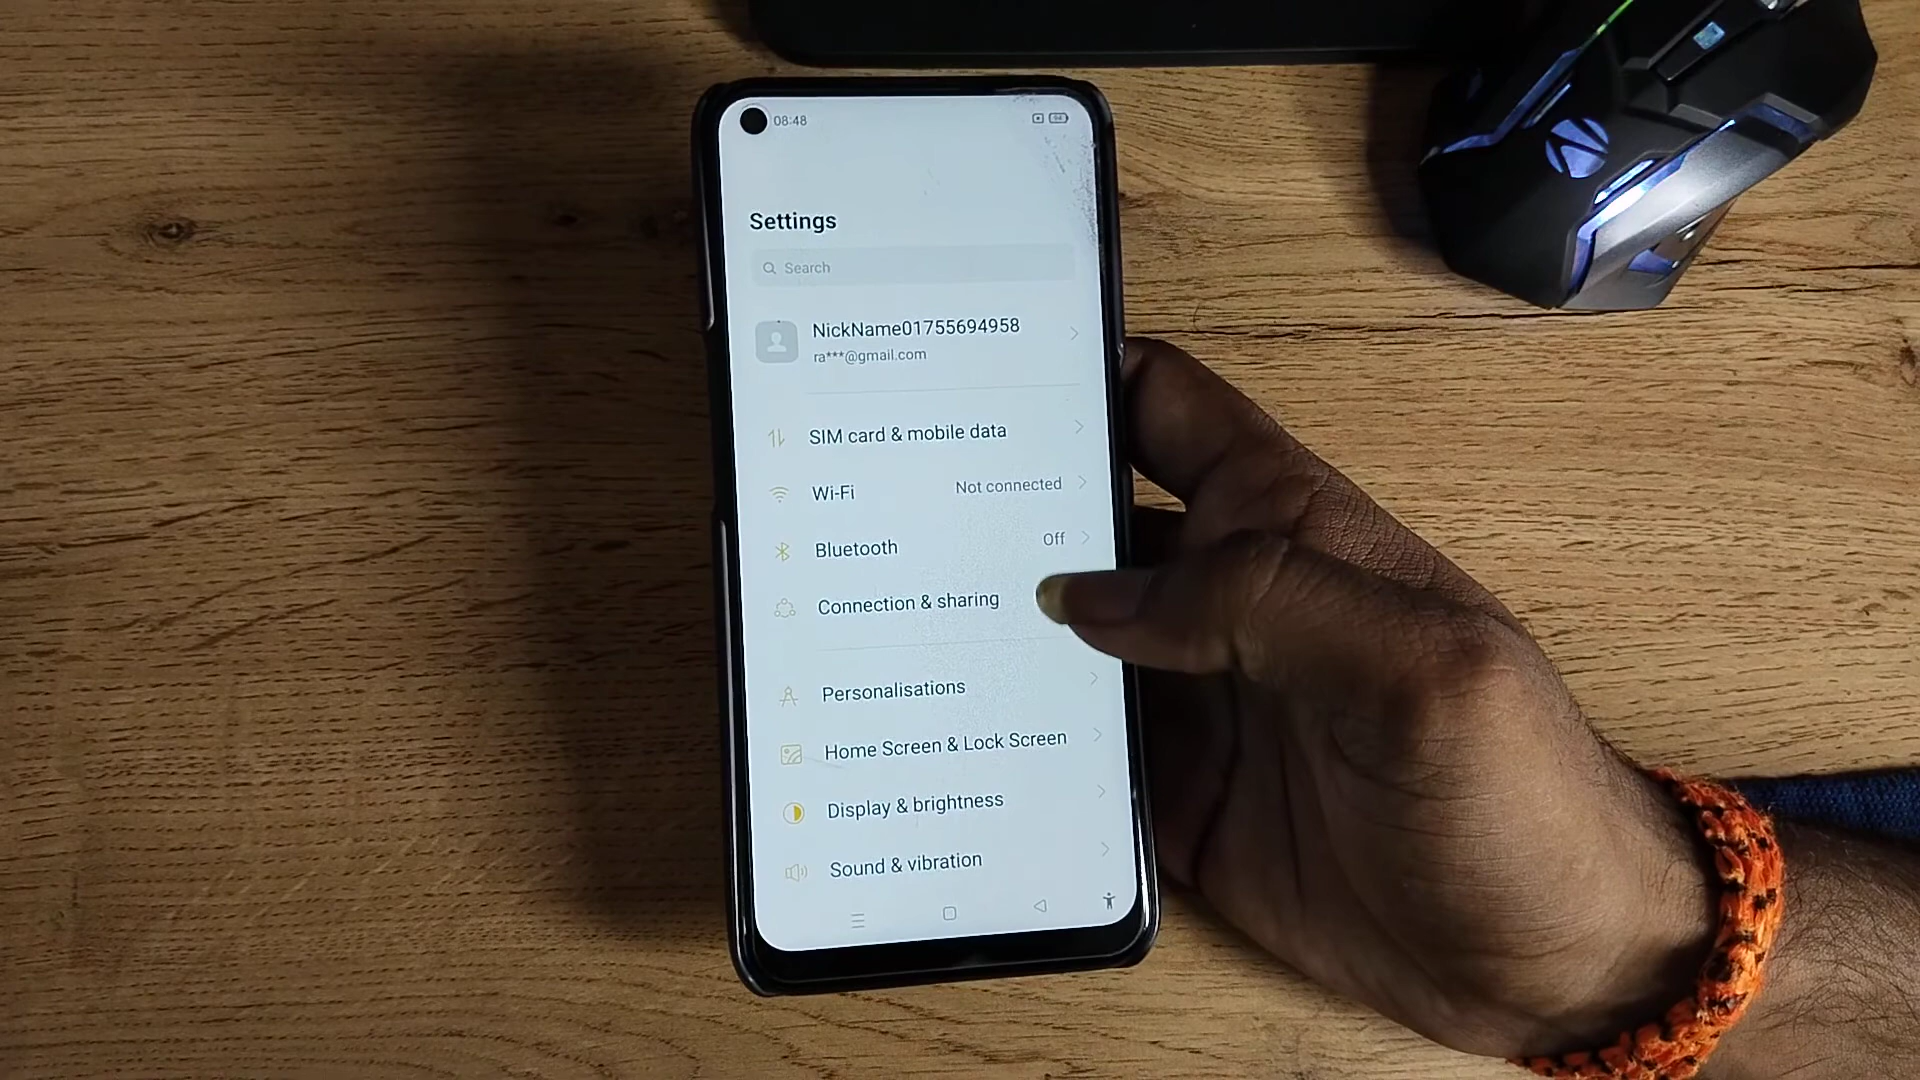 08:48
Settings
Search
NickName01755694958
ra***@gmail.com
SIM card & mobile data
Wi-Fi Not connected
Bluetooth Off
Connection & sharing
Personalisations
Home Screen & Lock Screen
Display & brightness
Sound & vibration